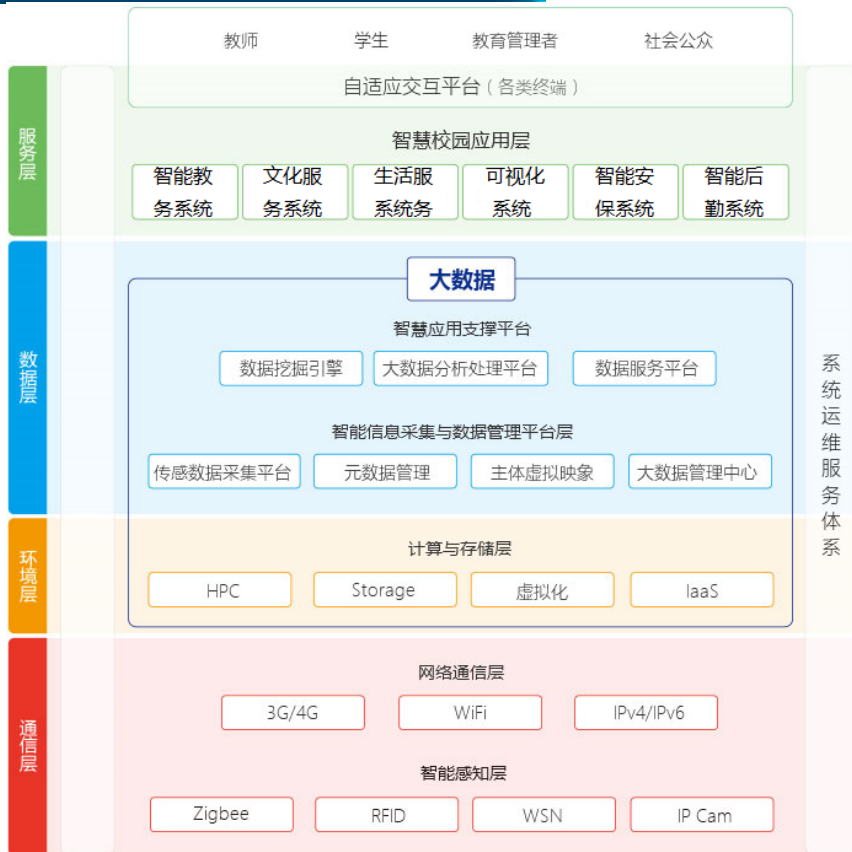 教师 学生 教育管理者 社会公众
自适应交互平台（各类终端）
服务层
智慧校园应用层
智能教 文化服 生活服 可视化 智能安 智能后
务系统 务系统 系统务 系统 保系统 勤系统
大数据
数据层
智慧应用支撑平台
数据挖掘引擎 大数据分析处理平台 数据服务平台
智能信息采集与数据管理平台层
传感数据采集平台 元数据管理 主体虚拟映象 大数据管理中心
系统运维服务体系
环境层
计算与存储层
HPC Storage 虚拟化 IaaS
通信层
网络通信层
3G/4G WiFi IPv4/IPv6
智能感知层
Zigbee RFID WSN IP Cam